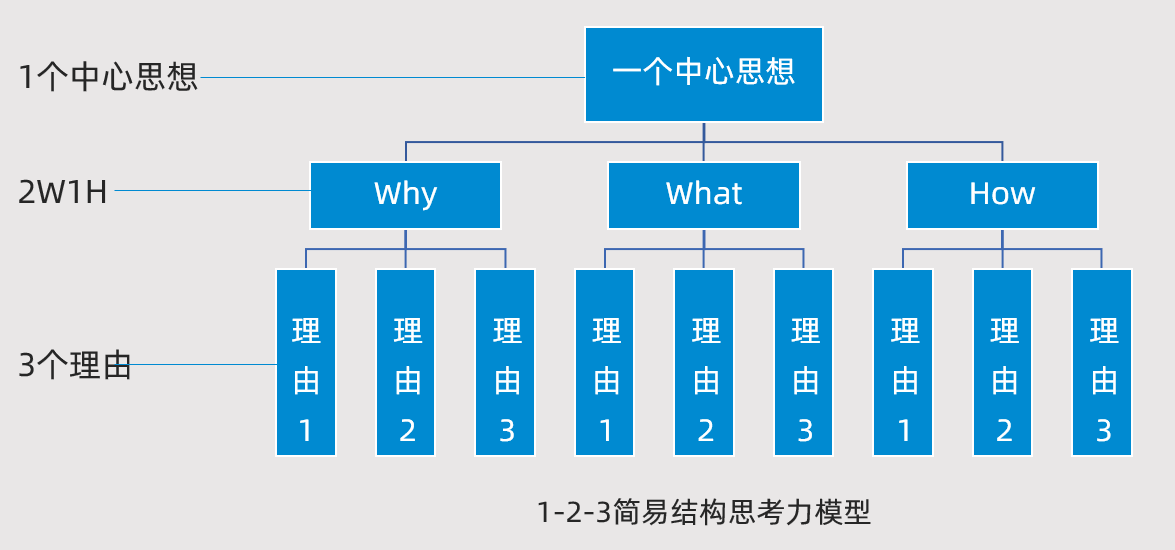 1个中心思想
一个中心思想
2W1H
Why
What
How
3个理由
理由1
理由2
理由3
理由1
理由2
理由3
理由1
理由2
理由3
1-2-3简易结构思考力模型